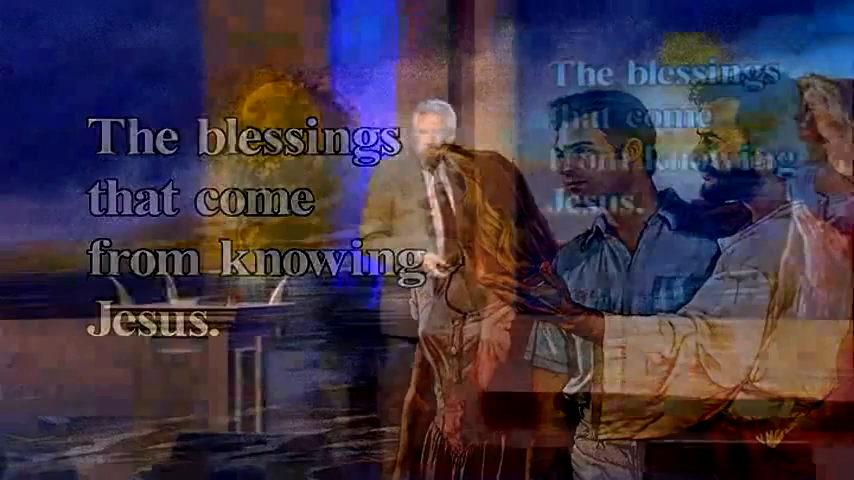 The blessings
that come
from knowing
Jesus.
The blessings
that come
from knowing
Jesus.